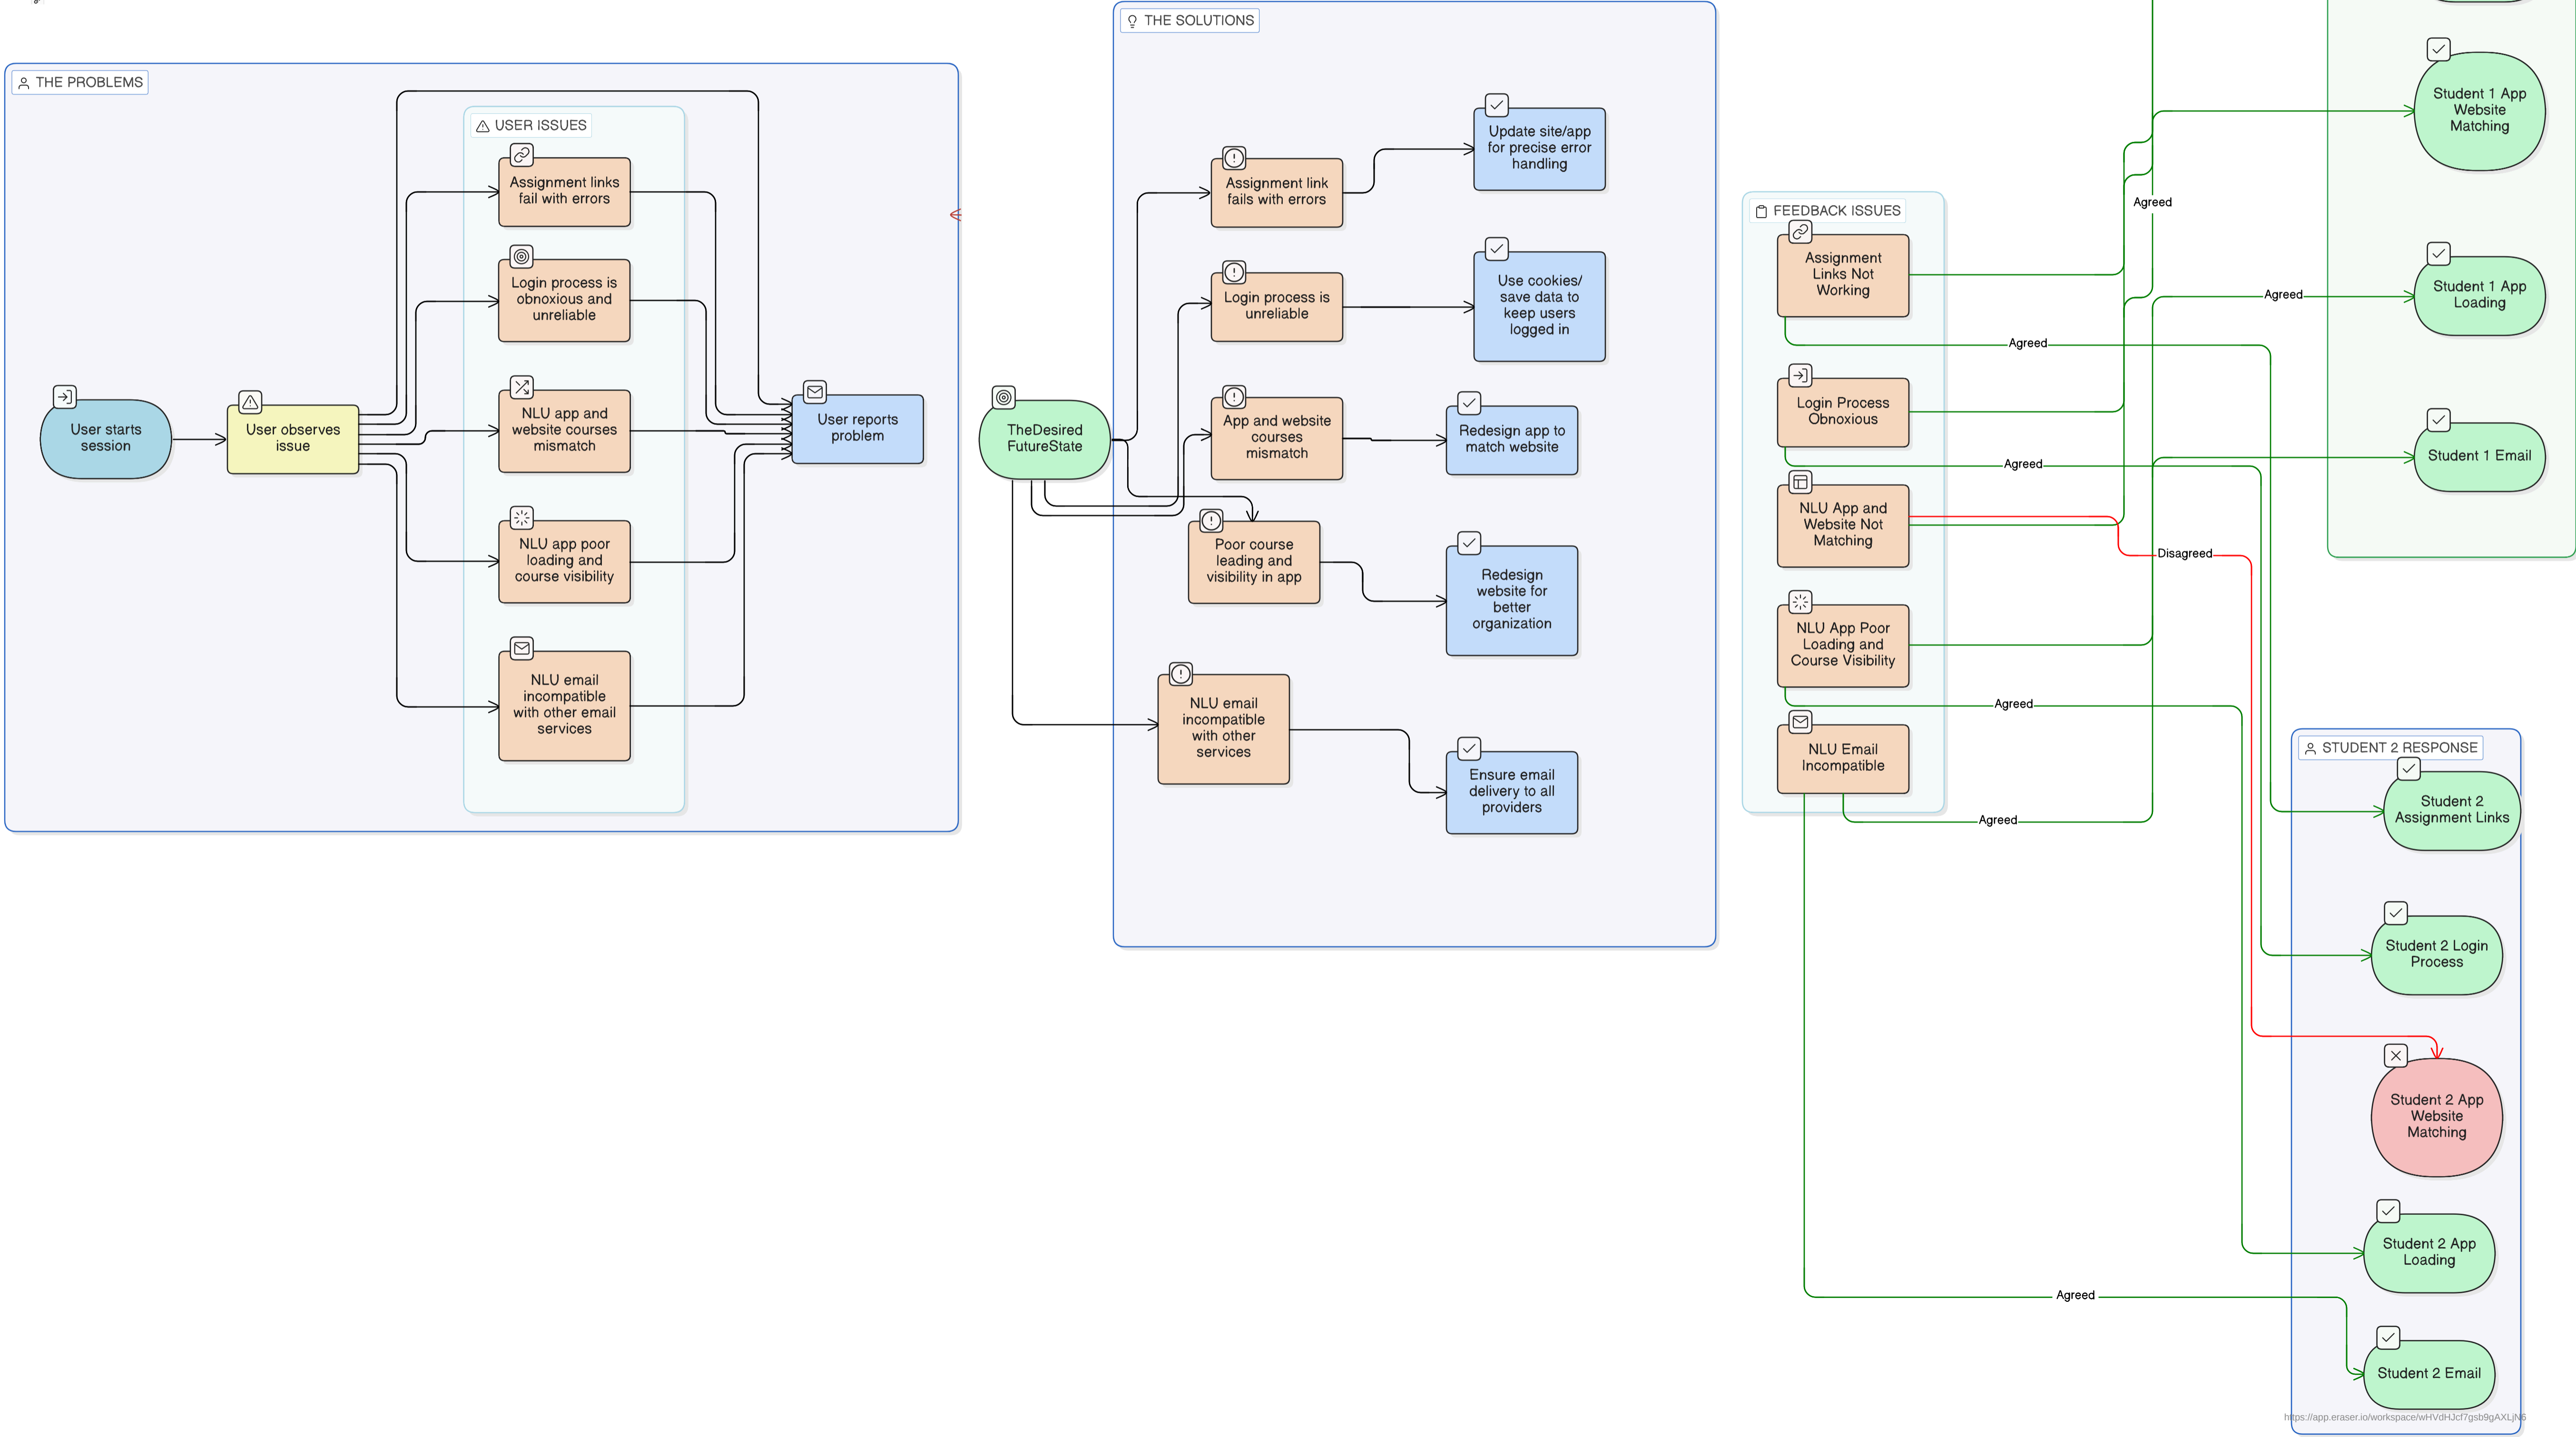 THE PROBLEMS
USER ISSUES
Assignment links
fail with errors
Login process is
obnoxious and
unreliable
User starts
session
User observes
issue
NLU app and
website courses
mismatch
User reports
problem
NLU app poor
loading and
course visibility
NLU email
incompatible
with other email
services
THE SOLUTIONS
Update site/app
for precise error
handling
Assignment link
fails with errors
Use cookies/
save data to
keep users
logged in
Login process is
unreliable
TheDesired
FutureState
App and website
courses
mismatch
Redesign app to
match website
Poor course
leading and
visibility in app
Redesign
website for
better
organization
NLU email
incompatible
with other
services
Ensure email
delivery to all
providers
FEEDBACK ISSUES
Assignment
Links Not
Working
Login Process
Obnoxious
NLU App and
Website Not
Matching
NLU App Poor
Loading and
Course Visibility
NLU Email
Incompatible
Agreed
Agreed
Agreed
Agreed
Disagreed
Agreed
Agreed
Agreed
Student 1 App
Website
Matching
Student 1 App
Loading
Student 1 Email
STUDENT 2 RESPONSE
Student 2
Assignment Links
Student 2 Login
Process
Student 2 App
Website
Matching
Student 2 App
Loading
Student 2 Email
https://app.eraser.io/workspace/wHVdHJcf7gsb9gAXLjN6